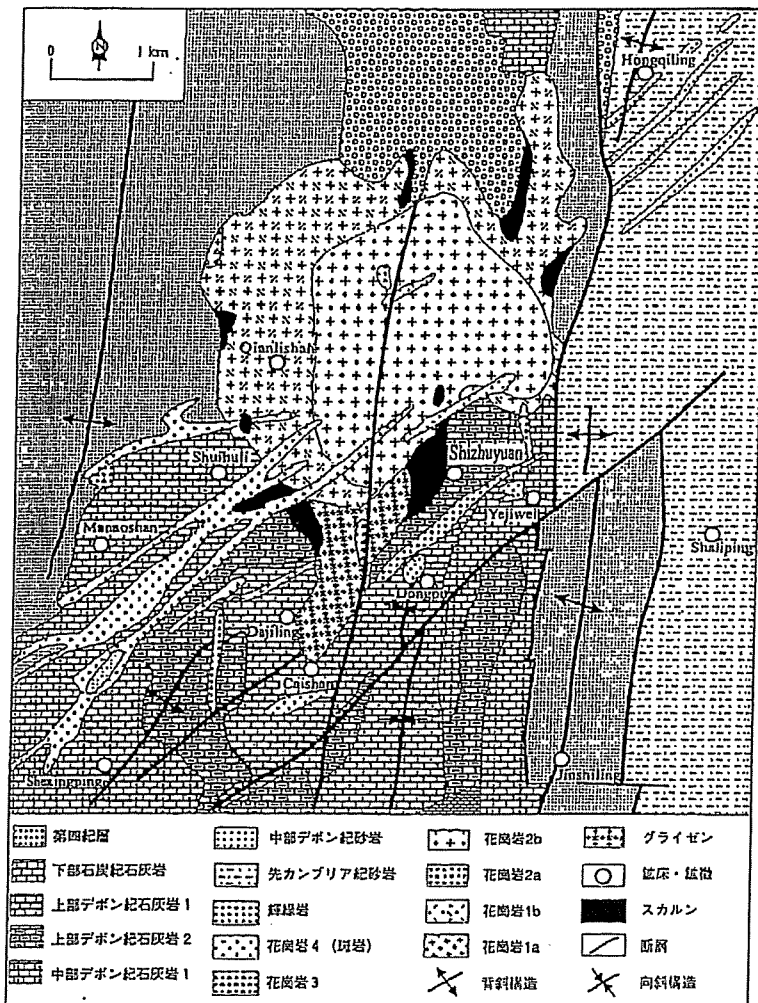 N
0 1 km
Hongqiling
Qianlishan
Shuihuli
Shizhuyuan
Yejiwei
Manaoshan
Shaliping
Dongpo
Dajiling
Caishan
Shexingping
Jinshiling
第四紀層
中部デボン紀砂岩
花崗岩2b
グライゼン
下部石炭紀石灰岩
先カンブリア紀砂岩
花崗岩2a
鉱床・鉱徴
上部デボン紀石灰岩1
輝緑岩
花崗岩1b
スカルン
上部デボン紀石灰岩2
花崗岩4 (斑岩)
花崗岩1a
断層
中部デボン紀石灰岩1
花崗岩3
背斜構造
向斜構造